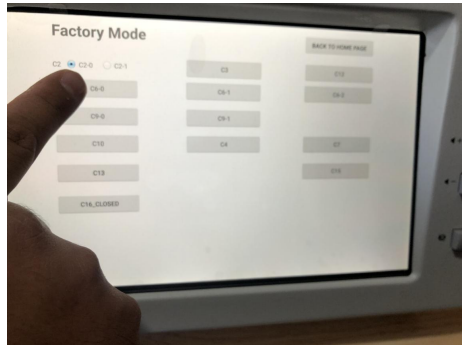 Factory Mode
BACK TO HOME PAGE
C2 C2-0 C2-1
C3
C12
C6-0
C6-1
C9-0
C9-1
C10
C4
C13
C16_CLOSED